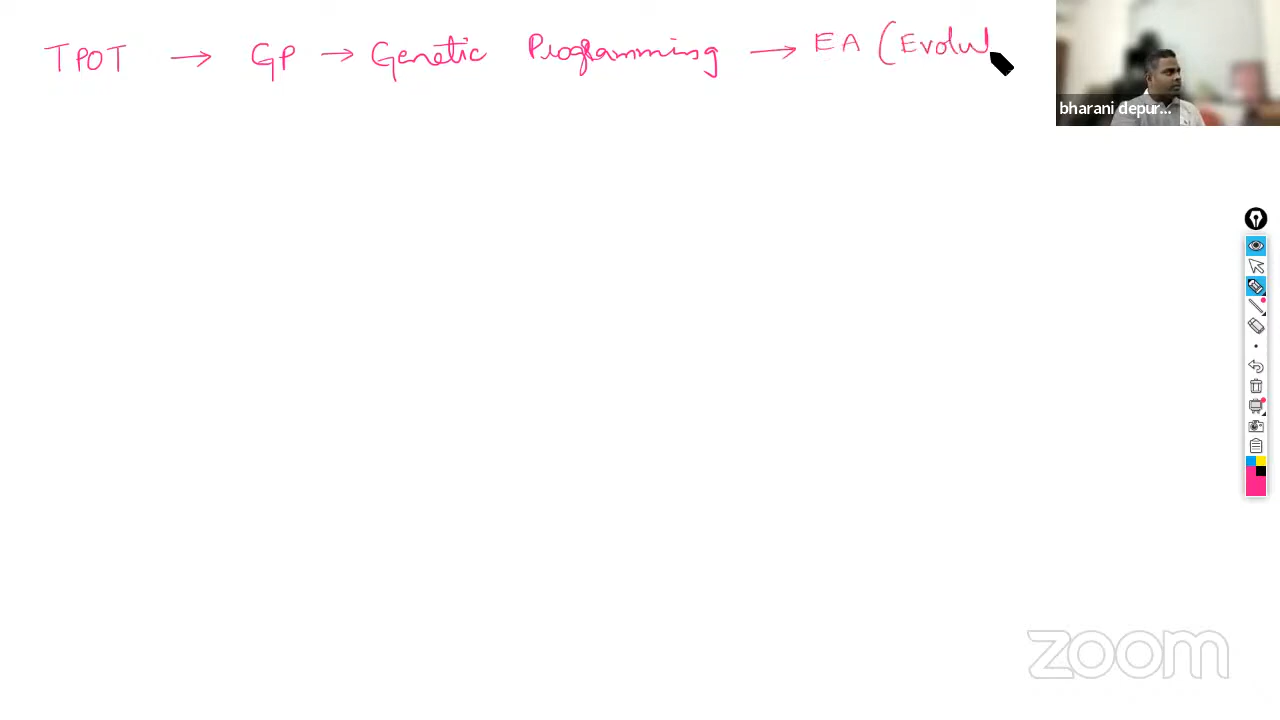 TPOT → GP → Genetic Programming → EA (Evolut
bharani depur...
zoom